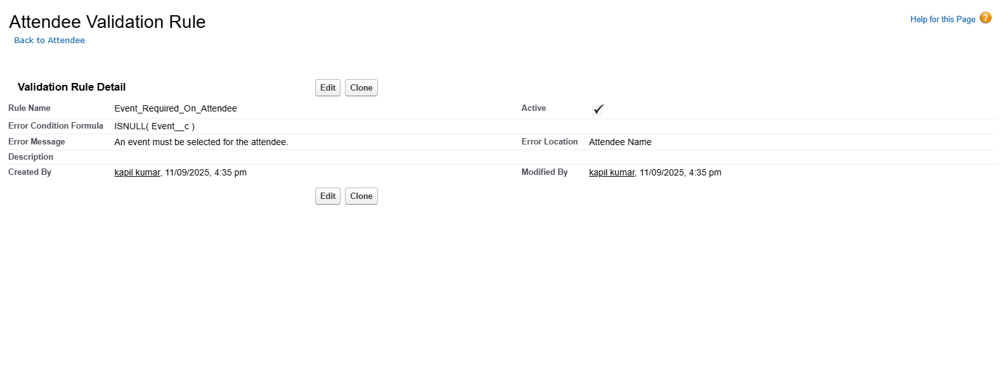 Attendee Validation Rule
Help for this Page ?
Back to Attendee
Validation Rule Detail
Edit Clone
Rule Name Event_Required_On_Attendee Active
Error Condition Formula ISNULL( Event__c )
Error Message An event must be selected for the attendee. Error Location Attendee Name
Description
Created By kapil kumar, 11/09/2025, 4:35 pm Modified By kapil kumar, 11/09/2025, 4:35 pm
Edit Clone